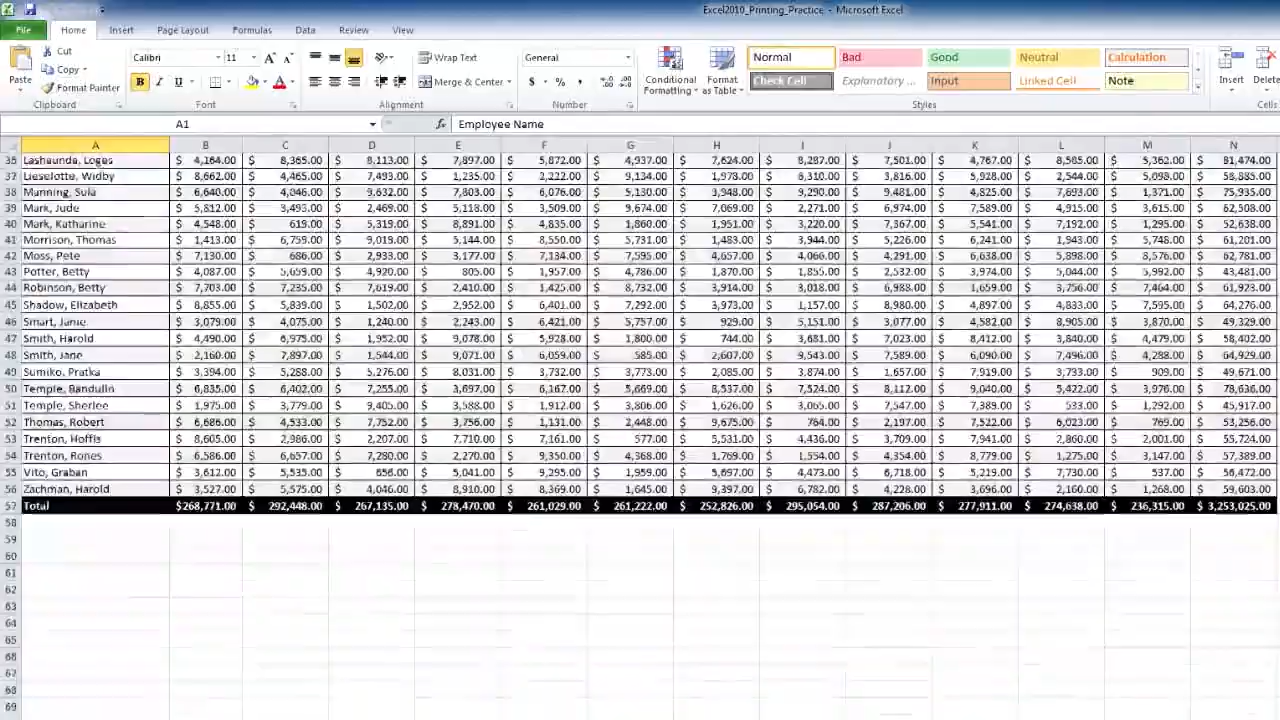 Excel2010_Printing_Practice - Microsoft Excel
File Home Insert Page Layout Formulas Data Review View
Cut
Copy
Format Painter
Paste
Clipboard
Calibri 11
B I U
Font
Wrap Text
Merge & Center
Alignment
General
$ % ,
Number
Conditional Formatting
Format as Table
Normal Bad Good Neutral Calculation
Check Cell Explanatory ... Input Linked Cell Note
Styles
Insert Delete
Cells
A1 fx Employee Name
A B C D E F G H I J K L M N
36 Lashaunda, Loges $ 4,164.00 $ 8,365.00 $ 8,113.00 $ 7,897.00 $ 5,872.00 $ 4,937.00 $ 7,624.00 $ 8,287.00 $ 7,501.00 $ 4,767.00 $ 8,585.00 $ 5,362.00 $ 81,474.00
37 Lieselotte, Widby $ 8,662.00 $ 4,465.00 $ 7,493.00 $ 1,235.00 $ 2,222.00 $ 9,134.00 $ 1,978.00 $ 6,310.00 $ 3,816.00 $ 5,928.00 $ 2,544.00 $ 5,098.00 $ 58,885.00
38 Munning, Sula $ 6,640.00 $ 4,046.00 $ 9,632.00 $ 7,803.00 $ 6,076.00 $ 5,130.00 $ 3,948.00 $ 9,290.00 $ 9,481.00 $ 4,825.00 $ 7,693.00 $ 1,371.00 $ 75,935.00
39 Mark, Jude $ 5,812.00 $ 3,493.00 $ 2,469.00 $ 5,118.00 $ 3,509.00 $ 9,674.00 $ 7,069.00 $ 2,271.00 $ 6,974.00 $ 7,589.00 $ 4,915.00 $ 3,615.00 $ 62,508.00
40 Mark, Katharine $ 4,548.00 $ 619.00 $ 5,319.00 $ 8,891.00 $ 4,835.00 $ 1,860.00 $ 1,951.00 $ 3,220.00 $ 7,367.00 $ 5,541.00 $ 7,192.00 $ 1,295.00 $ 52,638.00
41 Morrison, Thomas $ 1,413.00 $ 6,759.00 $ 9,019.00 $ 5,144.00 $ 8,550.00 $ 5,731.00 $ 1,483.00 $ 3,944.00 $ 5,226.00 $ 6,241.00 $ 1,943.00 $ 5,748.00 $ 61,201.00
42 Moss, Pete $ 7,130.00 $ 686.00 $ 2,933.00 $ 3,177.00 $ 7,134.00 $ 7,595.00 $ 4,657.00 $ 4,066.00 $ 4,291.00 $ 6,638.00 $ 5,898.00 $ 8,576.00 $ 62,781.00
43 Potter, Betty $ 4,087.00 $ 5,659.00 $ 4,920.00 $ 805.00 $ 1,957.00 $ 4,786.00 $ 1,870.00 $ 1,855.00 $ 2,532.00 $ 3,974.00 $ 5,044.00 $ 5,992.00 $ 43,481.00
44 Robinson, Betty $ 7,703.00 $ 7,235.00 $ 7,619.00 $ 2,410.00 $ 1,425.00 $ 8,732.00 $ 3,914.00 $ 3,018.00 $ 6,988.00 $ 1,659.00 $ 3,756.00 $ 7,464.00 $ 61,923.00
45 Shadow, Elizabeth $ 8,855.00 $ 5,839.00 $ 1,502.00 $ 2,952.00 $ 6,401.00 $ 7,292.00 $ 3,973.00 $ 1,157.00 $ 8,980.00 $ 4,897.00 $ 4,833.00 $ 7,595.00 $ 64,276.00
46 Smart, Janie $ 3,079.00 $ 4,075.00 $ 1,240.00 $ 2,243.00 $ 6,421.00 $ 5,757.00 $ 929.00 $ 5,151.00 $ 3,077.00 $ 4,582.00 $ 8,905.00 $ 3,870.00 $ 49,329.00
47 Smith, Harold $ 4,490.00 $ 6,975.00 $ 1,952.00 $ 9,078.00 $ 5,928.00 $ 1,800.00 $ 744.00 $ 3,681.00 $ 7,023.00 $ 8,412.00 $ 3,840.00 $ 4,479.00 $ 58,402.00
48 Smith, Jane $ 2,160.00 $ 7,897.00 $ 1,544.00 $ 9,071.00 $ 6,059.00 $ 585.00 $ 2,607.00 $ 9,543.00 $ 7,589.00 $ 6,090.00 $ 7,496.00 $ 4,288.00 $ 64,929.00
49 Sumiko, Pratka $ 3,394.00 $ 5,288.00 $ 5,276.00 $ 8,031.00 $ 3,732.00 $ 3,773.00 $ 2,085.00 $ 3,874.00 $ 1,657.00 $ 7,919.00 $ 3,733.00 $ 909.00 $ 49,671.00
50 Temple, Bandulin $ 6,835.00 $ 6,402.00 $ 7,255.00 $ 3,697.00 $ 6,167.00 $ 5,669.00 $ 8,537.00 $ 7,524.00 $ 8,112.00 $ 9,040.00 $ 5,422.00 $ 3,976.00 $ 78,636.00
51 Temple, Sherlee $ 1,975.00 $ 3,779.00 $ 9,405.00 $ 3,588.00 $ 1,912.00 $ 3,806.00 $ 1,626.00 $ 3,065.00 $ 7,547.00 $ 7,389.00 $ 533.00 $ 1,292.00 $ 45,917.00
52 Thomas, Robert $ 6,686.00 $ 4,533.00 $ 7,752.00 $ 3,756.00 $ 1,131.00 $ 2,448.00 $ 9,675.00 $ 764.00 $ 2,197.00 $ 7,522.00 $ 6,023.00 $ 769.00 $ 53,256.00
53 Trenton, Hoffis $ 8,605.00 $ 2,986.00 $ 2,207.00 $ 7,710.00 $ 7,161.00 $ 577.00 $ 5,531.00 $ 4,436.00 $ 3,709.00 $ 7,941.00 $ 2,860.00 $ 2,001.00 $ 55,724.00
54 Trenton, Rones $ 6,586.00 $ 6,657.00 $ 7,280.00 $ 2,270.00 $ 9,350.00 $ 4,368.00 $ 1,769.00 $ 1,554.00 $ 4,354.00 $ 8,779.00 $ 1,275.00 $ 3,147.00 $ 57,389.00
55 Vito, Graban $ 3,612.00 $ 5,535.00 $ 656.00 $ 5,041.00 $ 9,295.00 $ 1,959.00 $ 5,697.00 $ 4,473.00 $ 6,718.00 $ 5,219.00 $ 7,730.00 $ 537.00 $ 56,472.00
56 Zachman, Harold $ 3,527.00 $ 5,575.00 $ 4,046.00 $ 8,910.00 $ 8,369.00 $ 1,645.00 $ 9,397.00 $ 6,782.00 $ 4,228.00 $ 3,696.00 $ 2,160.00 $ 1,268.00 $ 59,603.00
57 Total $268,771.00 $ 292,448.00 $ 267,135.00 $ 278,470.00 $ 261,029.00 $ 261,222.00 $ 252,826.00 $ 295,054.00 $ 287,206.00 $ 277,911.00 $ 274,638.00 $ 236,315.00 $ 3,253,025.00
58
59
60
61
62
63
64
65
66
67
68
69